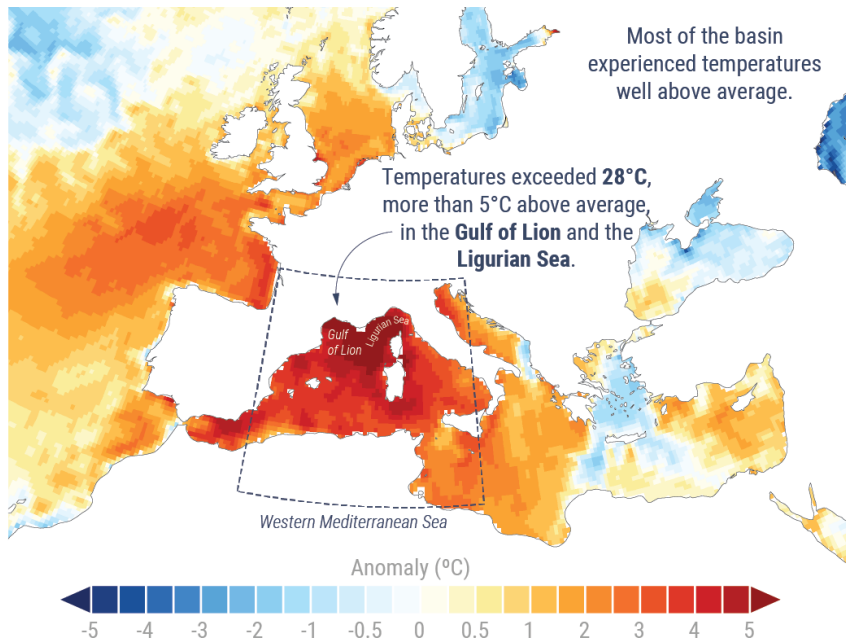 Most of the basin
experienced temperatures
well above average.
Temperatures exceeded 28°C,
more than 5°C above average,
in the Gulf of Lion and the
Ligurian Sea.
Ligurian Sea
Gulf
of Lion
Western Mediterranean Sea
Anomaly (ºC)
-5 -4 -3 -2 -1 -0.5 0 0.5 1 2 3 4 5